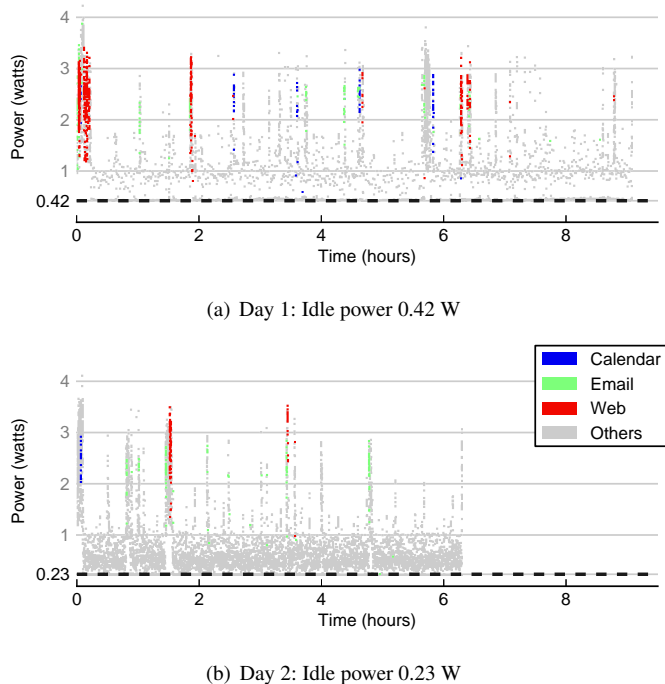 4
3
2
1
0.42
Power (watts)
0 2 4 6 8
Time (hours)
(a) Day 1: Idle power 0.42 W
Calendar
Email
Web
Others
4
3
2
1
0.23
Power (watts)
0 2 4 6 8
Time (hours)
(b) Day 2: Idle power 0.23 W